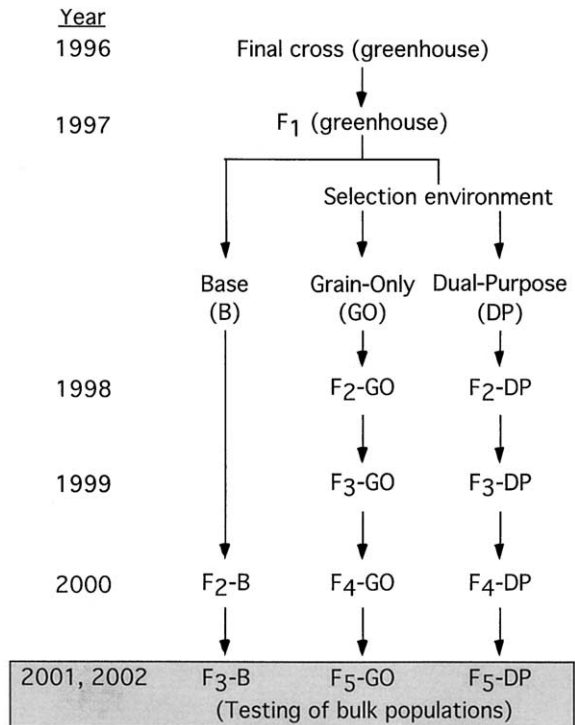 Year
1996 Final cross (greenhouse)
1997 F1 (greenhouse)
Selection environment
Base Grain-Only Dual-Purpose
(B) (GO) (DP)
1998 F2-GO F2-DP
1999 F3-GO F3-DP
2000 F2-B F4-GO F4-DP
2001, 2002 F3-B F5-GO F5-DP
(Testing of bulk populations)